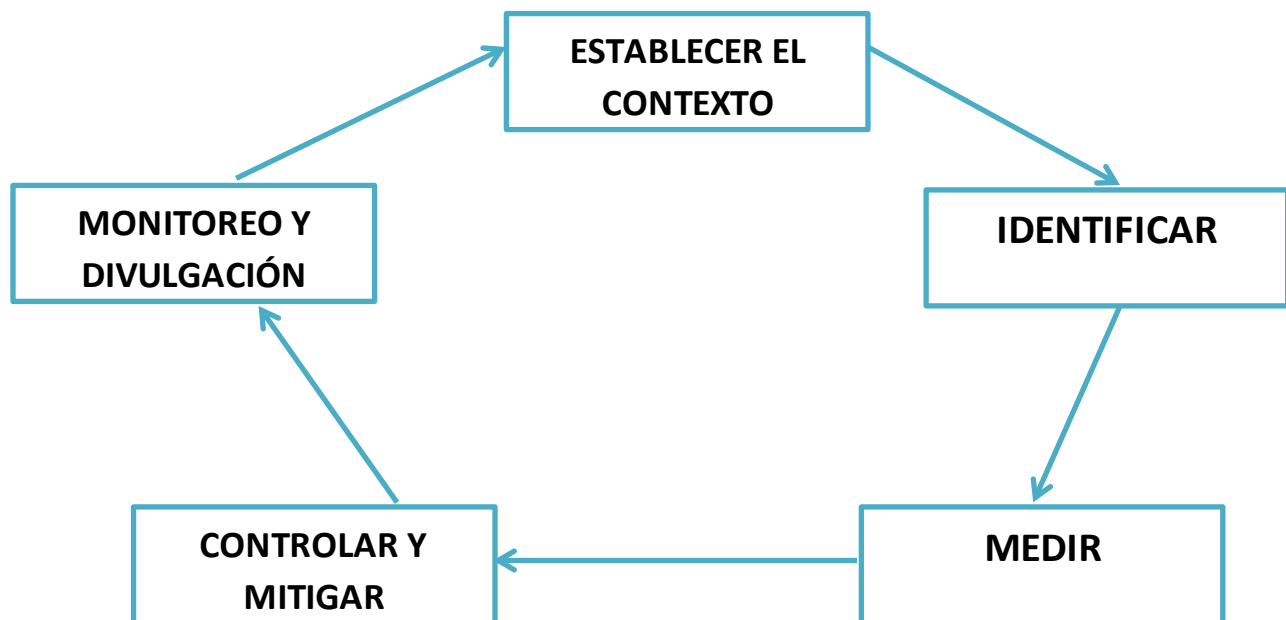 ESTABLECER EL
CONTEXTO
IDENTIFICAR
MEDIR
CONTROLAR Y
MITIGAR
MONITOREO Y
DIVULGACIÓN